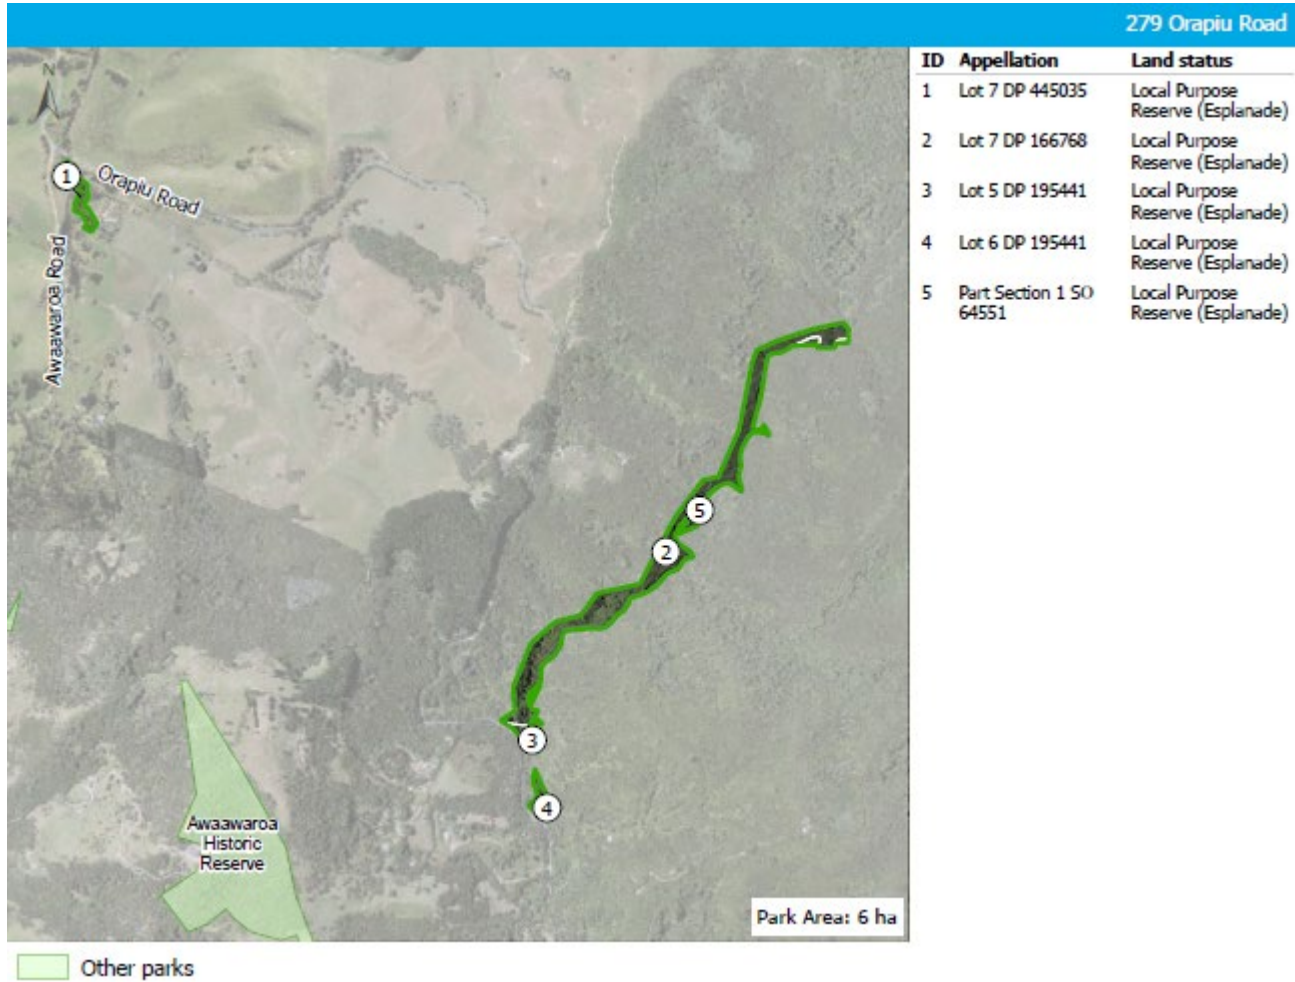 279 Orapiu Road
N
1
Orapiu Road
Awaawaroa Road
5
2
3
4
Awaawaroa
Historic
Reserve
Park Area: 6 ha
Other parks
ID Appellation Land status
1 Lot 7 DP 445035 Local Purpose
Reserve (Esplanade)
2 Lot 7 DP 166768 Local Purpose
Reserve (Esplanade)
3 Lot 5 DP 195441 Local Purpose
Reserve (Esplanade)
4 Lot 6 DP 195441 Local Purpose
Reserve (Esplanade)
5 Part Section 1 SO Local Purpose
64551 Reserve (Esplanade)